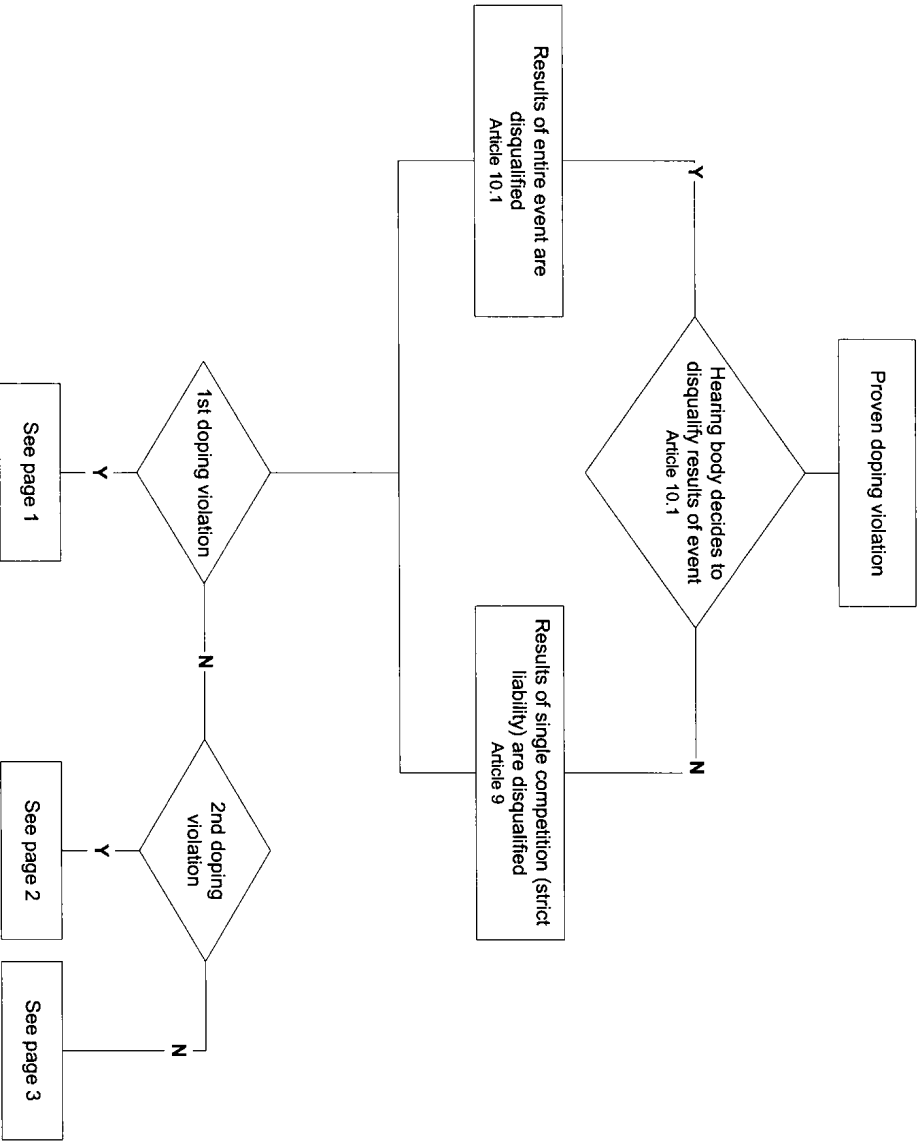 Proven doping violation
Hearing body decides to
disqualify results of event
Article 10.1
Y
N
Results of entire event are
disqualified
Article 10.1
Results of single competition (strict
liability) are disqualified
Article 9
1st doping violation
N
2nd doping
violation
Y
Y
N
See page 1
See page 2
See page 3